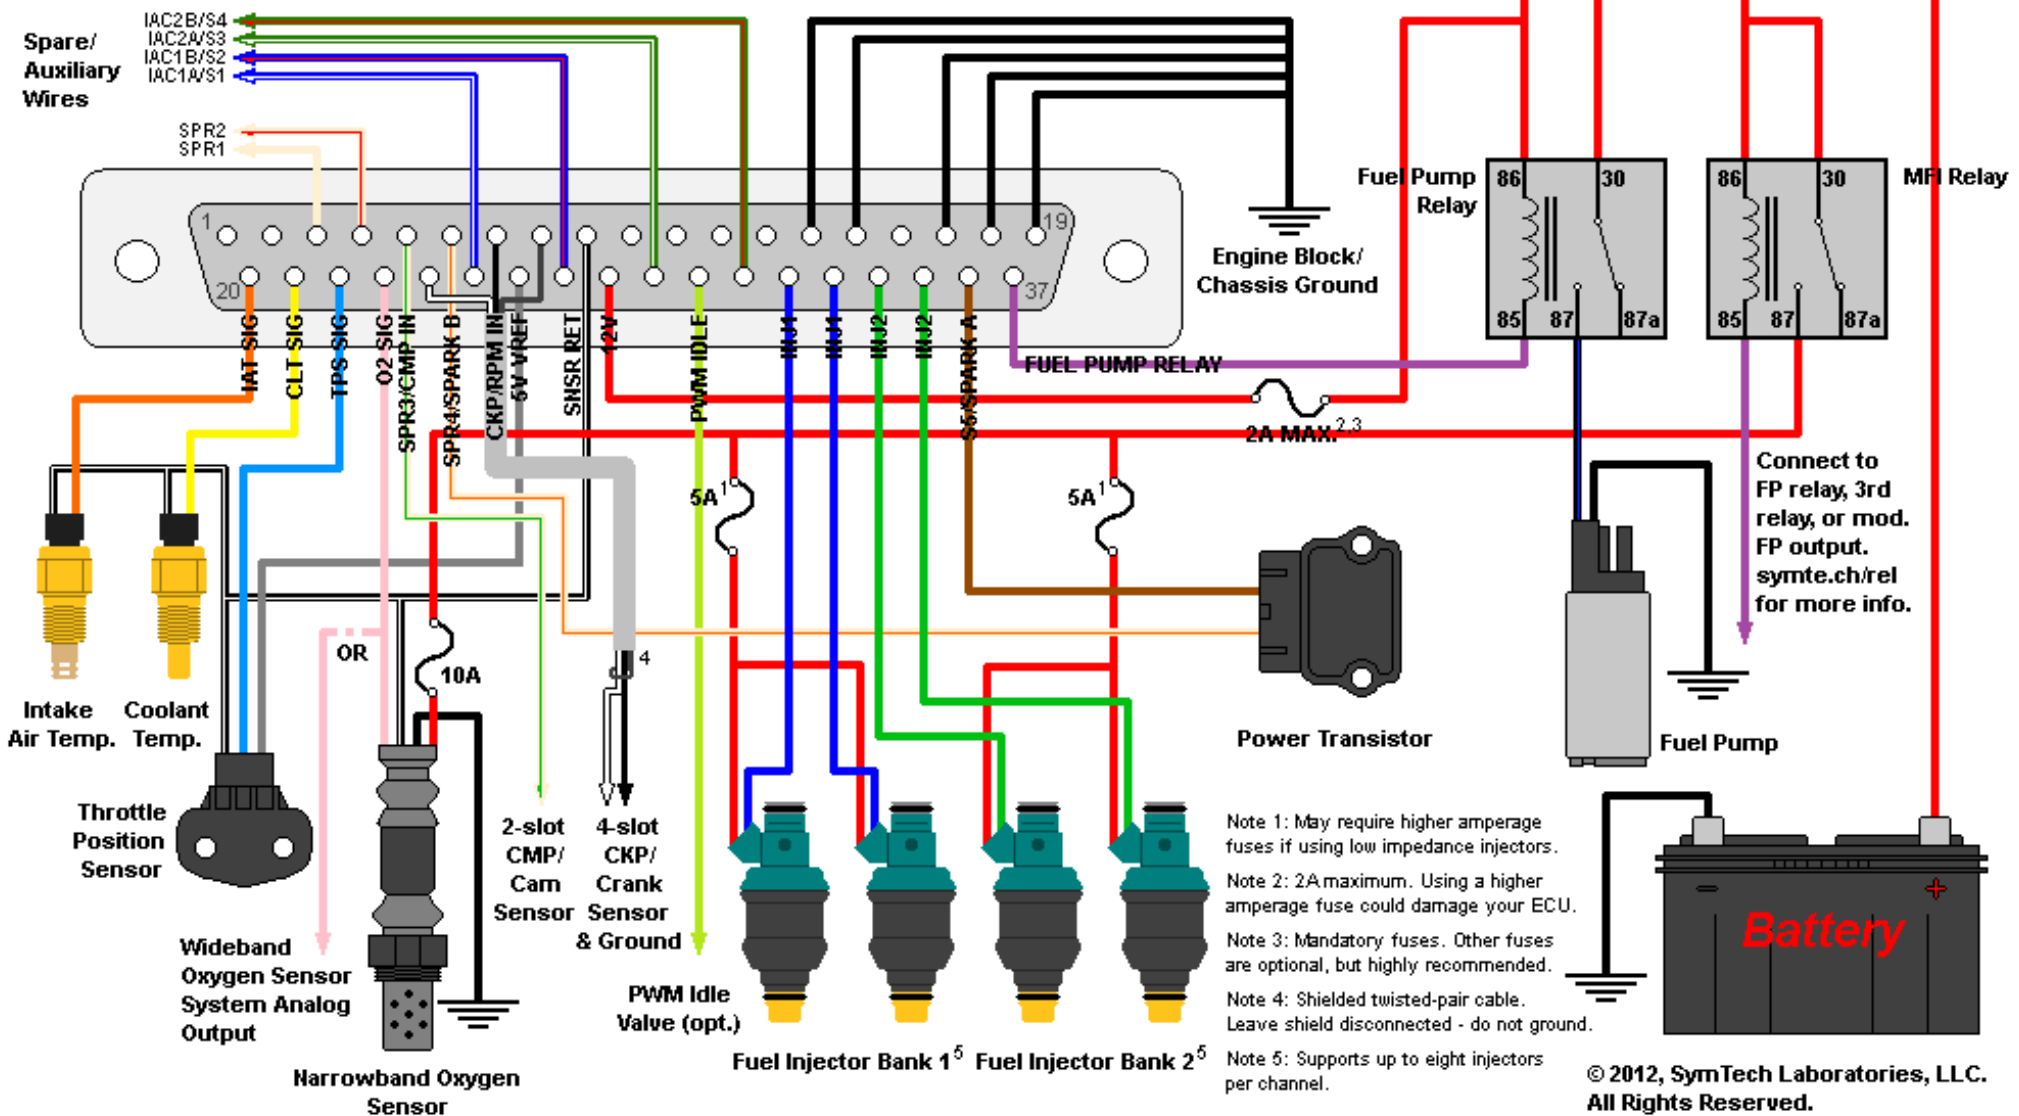 IAC2B/S4
IAC2A/S3
IAC1B/S2
IAC1A/S1
Spare/
Auxiliary
Wires
SPR2
SPR1
1
19
20
37
IAT SIG
CLT SIG
TPS SIG
O2 SIG
SPR3/CMP IN
SPR4/SPARK B
CKP/RPM IN
5V VREF
SNSR RET
12V
PWM IDLE
INJ1
INJ1
INJ2
INJ2
S5/SPARK A
FUEL PUMP RELAY
Engine Block/
Chassis Ground
Fuel Pump
Relay
86
30
85
87
87a
MFI Relay
86
30
85
87
87a
2A MAX.2,3
5A1
5A1
10A
OR
4
Connect to
FP relay, 3rd
relay, or mod.
FP output.
symte.ch/rel
for more info.
Intake
Air Temp.
Coolant
Temp.
Throttle
Position
Sensor
Wideband
Oxygen Sensor
System Analog
Output
Narrowband Oxygen
Sensor
2-slot
CMP/
Cam
Sensor
4-slot
CKP/
Crank
Sensor
& Ground
PWM Idle
Valve (opt.)
Fuel Injector Bank 15
Fuel Injector Bank 25
Power Transistor
Fuel Pump
Battery
− +
Note 1: May require higher amperage
fuses if using low impedance injectors.
Note 2: 2A maximum. Using a higher
amperage fuse could damage your ECU.
Note 3: Mandatory fuses. Other fuses
are optional, but highly recommended.
Note 4: Shielded twisted-pair cable.
Leave shield disconnected - do not ground.
Note 5: Supports up to eight injectors
per channel.
© 2012, SymTech Laboratories, LLC.
All Rights Reserved.